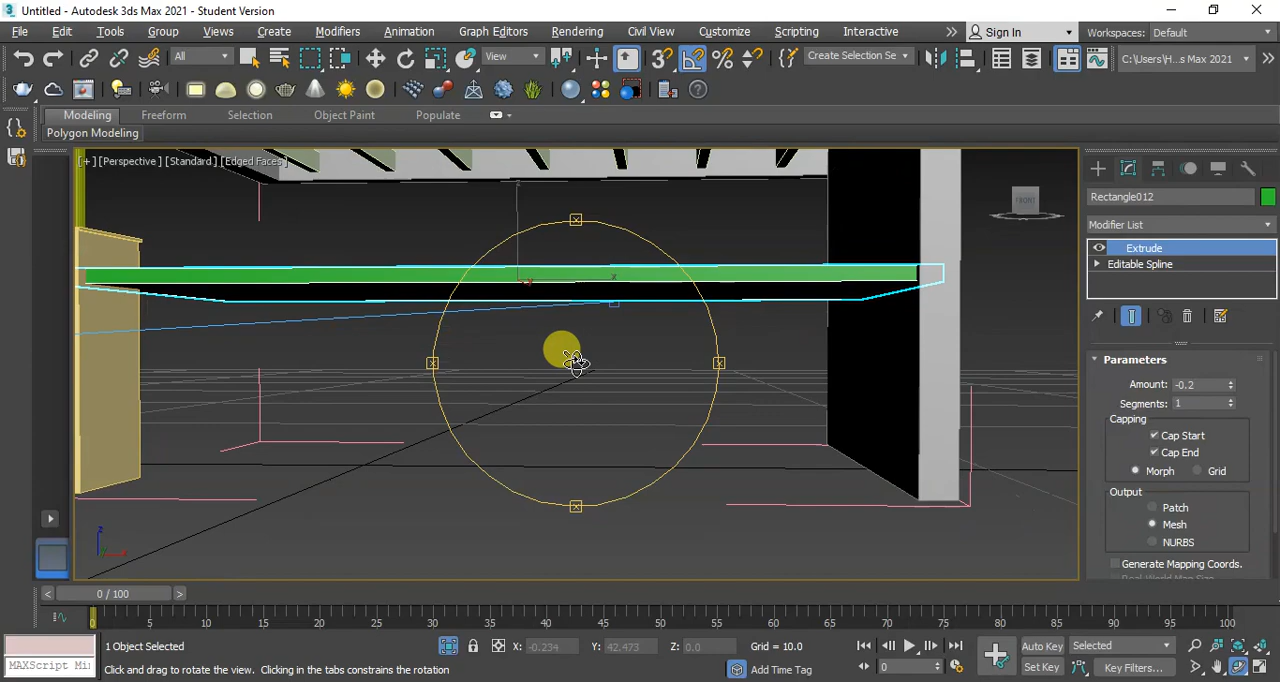 Untitled - Autodesk 3ds Max 2021 - Student Version
File Edit Tools Group Views Create Modifiers Animation Graph Editors Rendering Civil View Customize Scripting Interactive Sign In Workspaces: Default
All View Create Selection Se C:\Users\H...s Max 2021
Modeling Freeform Selection Object Paint Populate
Polygon Modeling
[+] [Perspective] [Standard] [Edged Faces]
FRONT
z
x
y
z
x
Rectangle012
Modifier List
Extrude
Editable Spline
Parameters
Amount: -0.2
Segments: 1
Capping
Cap Start
Cap End
Morph Grid
Output
Patch
Mesh
NURBS
Generate Mapping Coords.
Real-World Map Size
< 0 / 100 >
0 5 10 15 20 25 30 35 40 45 50 55 60 65 70 75 80 85 90 95 100
1 Object Selected X: -0.234 Y: 42.473 Z: 0.0 Grid = 10.0 Auto Key Selected
MAXScript Mi: Click and drag to rotate the view. Clicking in the tabs constrains the rotation Add Time Tag 0 Set Key Key Filters...